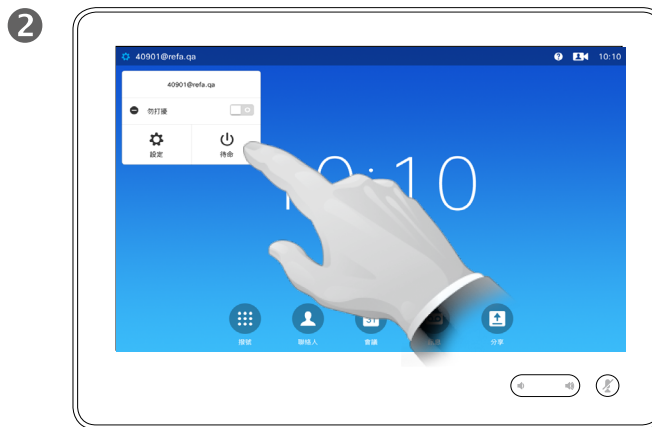 2
40901@refa.qa
? 10:10
40901@refa.qa
勿打擾
設定 待命
10:10
撥號 聯絡人 會議 分享